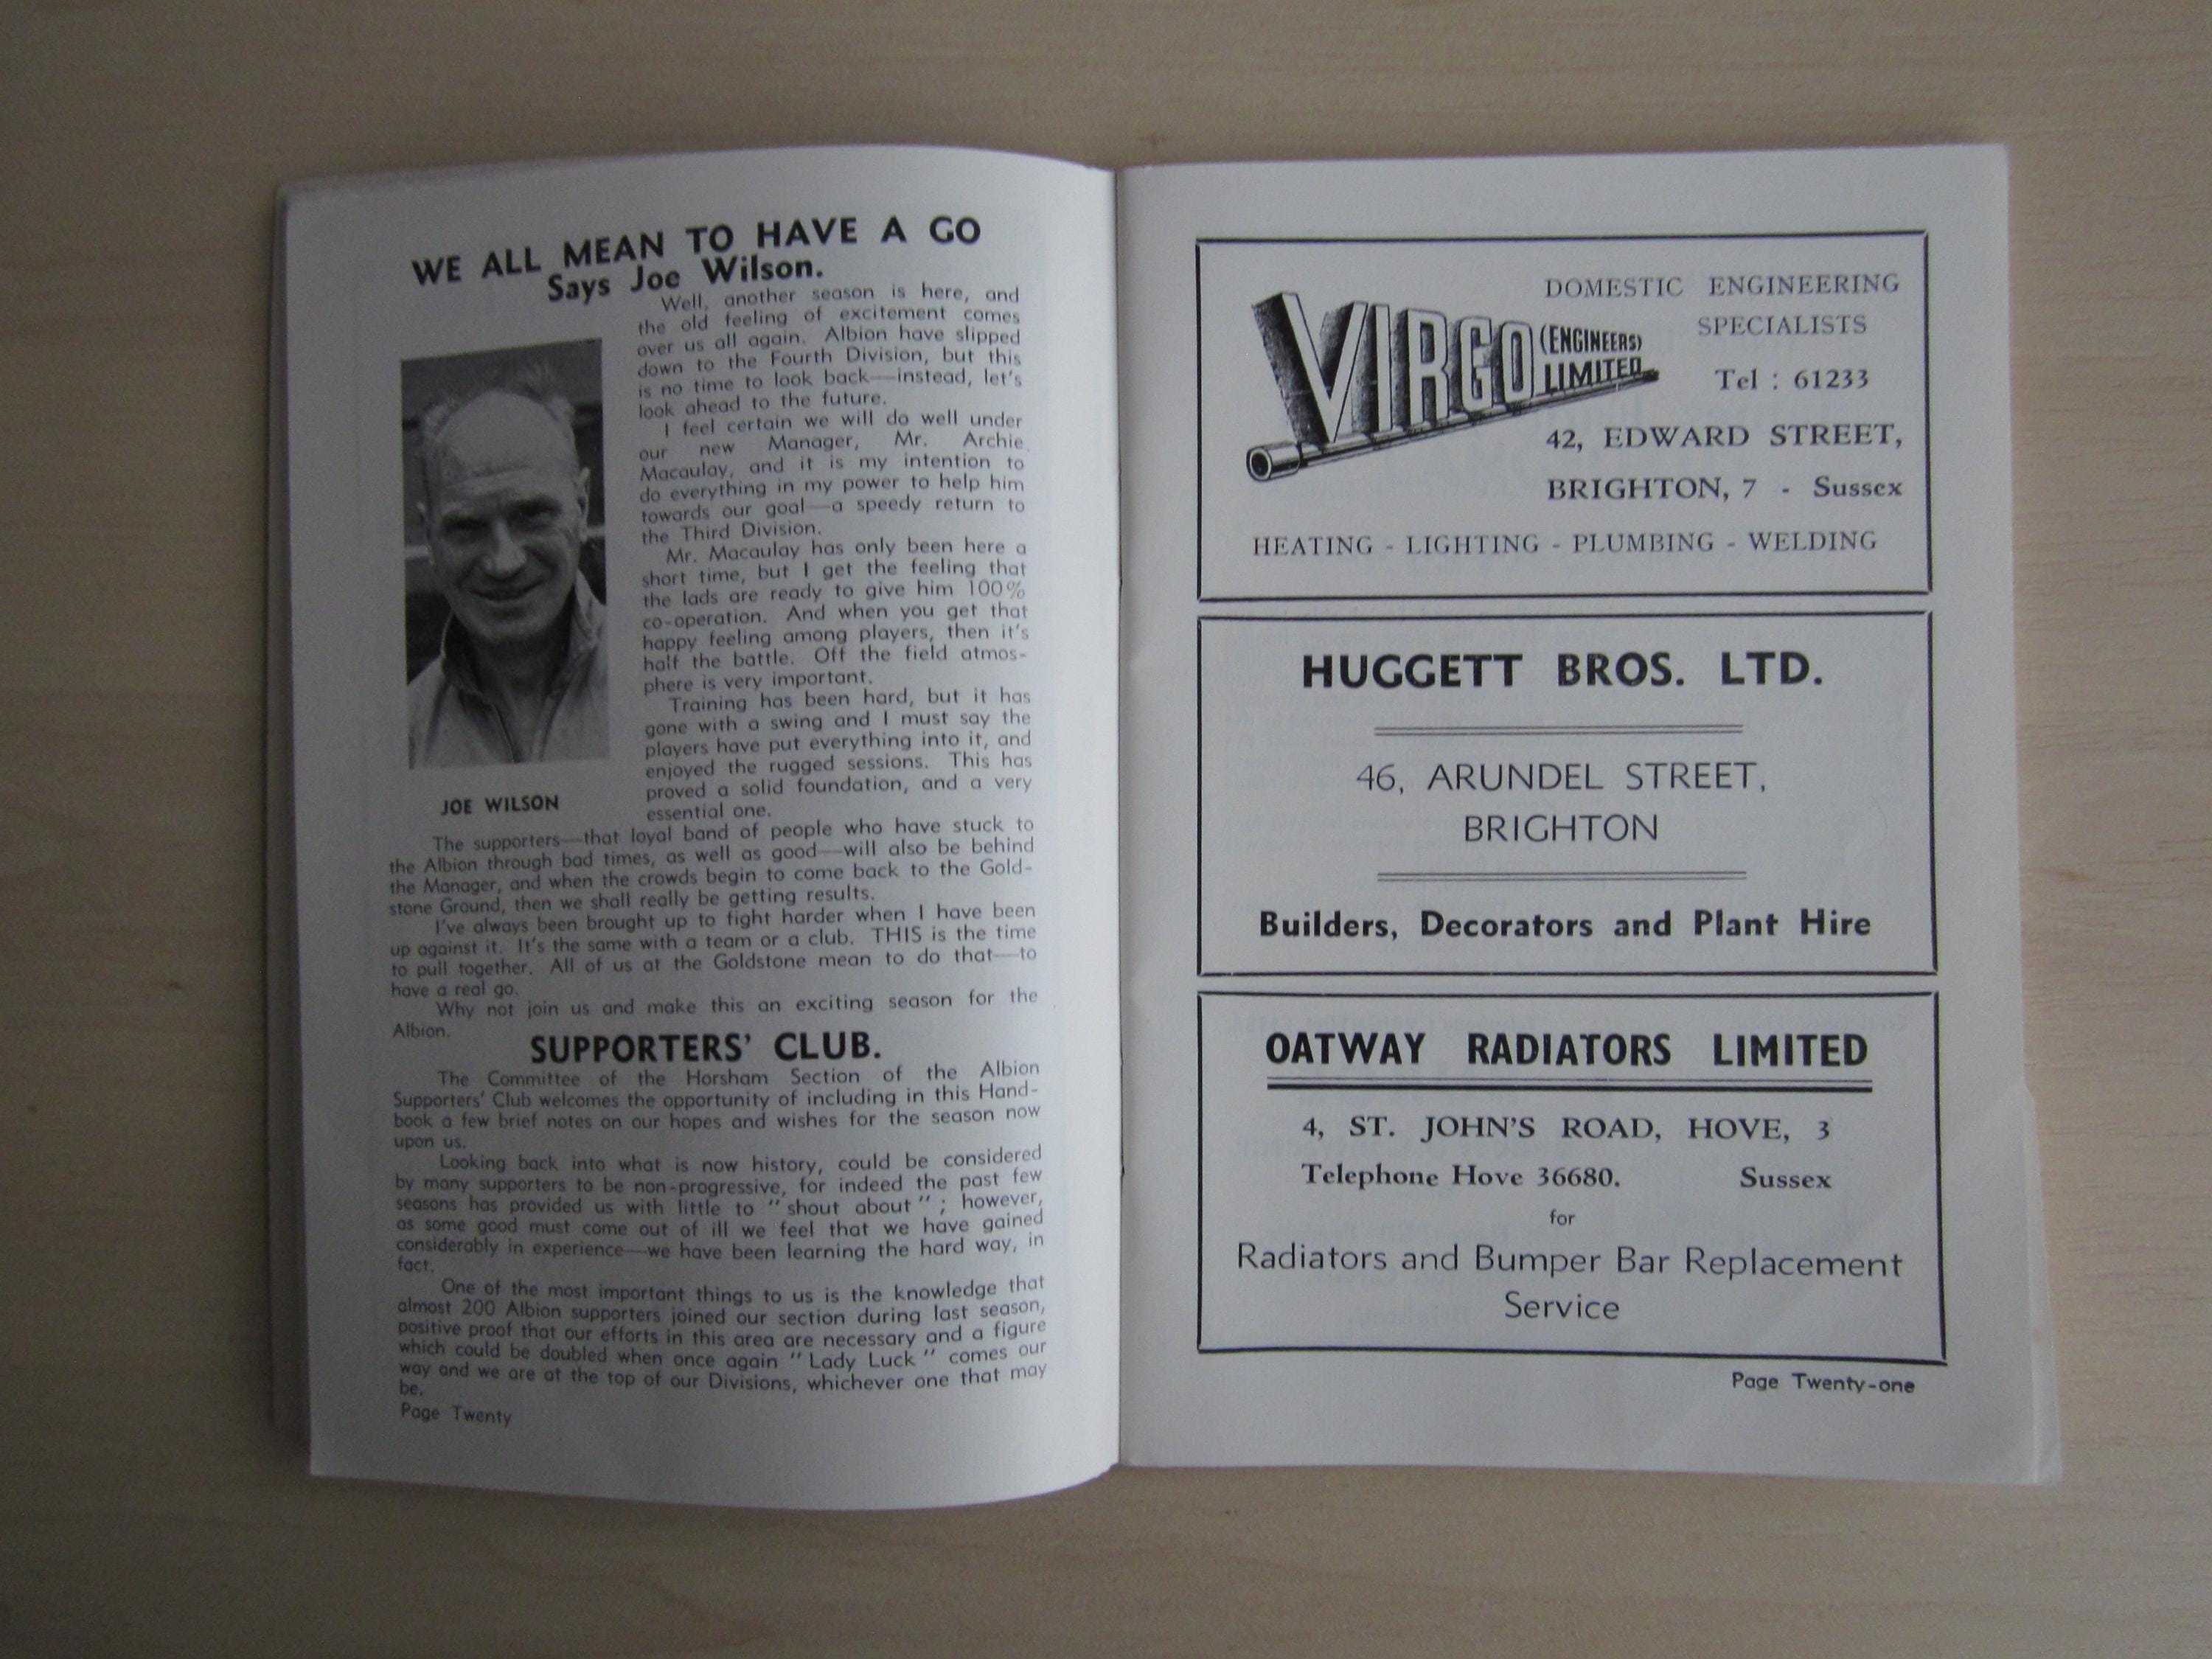 WE ALL MEAN TO HAVE A GO
Says Joe Wilson.
Well, another season is here, and
the old feeling of excitement comes
over us all again. Albion have slipped
down to the Fourth Division, but this
is no time to look back—instead, let's
look ahead to the future.
I feel certain we will do well under
our new Manager, Mr. Archie
Macaulay, and it is my intention to
do everything in my power to help him
towards our goal—a speedy return to
the Third Division.
Mr. Macaulay has only been here a
short time, but I get the feeling that
the lads are ready to give him 100%
co-operation. And when you get that
happy feeling among players, then it's
half the battle. Off the field atmos-
phere is very important.
Training has been hard, but it has
gone with a swing and I must say the
players have put everything into it, and
enjoyed the rugged sessions. This has
proved a solid foundation, and a very
essential one.
JOE WILSON
The supporters—that loyal band of people who have stuck to
the Albion through bad times, as well as good—will also be behind
the Manager, and when the crowds begin to come back to the Gold-
stone Ground, then we shall really be getting results.
I've always been brought up to fight harder when I have been
up against it. It's the same with a team or a club. THIS is the time
to pull together. All of us at the Goldstone mean to do that—to
have a real go.
Why not join us and make this an exciting season for the
Albion.
SUPPORTERS' CLUB.
The Committee of the Horsham Section of the Albion
Supporters' Club welcomes the opportunity of including in this Hand-
book a few brief notes on our hopes and wishes for the season now
upon us.
Looking back into what is now history, could be considered
by many supporters to be non-progressive, for indeed the past few
seasons has provided us with little to "shout about"; however,
as some good must come out of ill we feel that we have gained
considerably in experience—we have been learning the hard way, in
fact.
One of the most important things to us is the knowledge that
almost 200 Albion supporters joined our section during last season,
positive proof that our efforts in this area are necessary and a figure
which could be doubled when once again "Lady Luck" comes our
way and we are at the top of our Divisions, whichever one that may
be.
Page Twenty
DOMESTIC ENGINEERING
SPECIALISTS
VIRGO (ENGINEERS) LIMITED
Tel : 61233
42, EDWARD STREET,
BRIGHTON, 7 - Sussex
HEATING - LIGHTING - PLUMBING - WELDING
HUGGETT BROS. LTD.
46, ARUNDEL STREET,
BRIGHTON
Builders, Decorators and Plant Hire
OATWAY RADIATORS LIMITED
4, ST. JOHN'S ROAD, HOVE, 3
Telephone Hove 36680. Sussex
for
Radiators and Bumper Bar Replacement
Service
Page Twenty-one